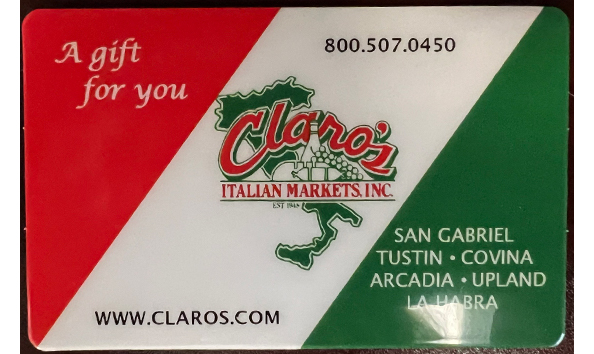 A gift
for you
800.507.0450
Claro's
ITALIAN MARKETS, INC.
EST 1948
SAN GABRIEL
TUSTIN • COVINA
ARCADIA • UPLAND
LA HABRA
WWW.CLAROS.COM